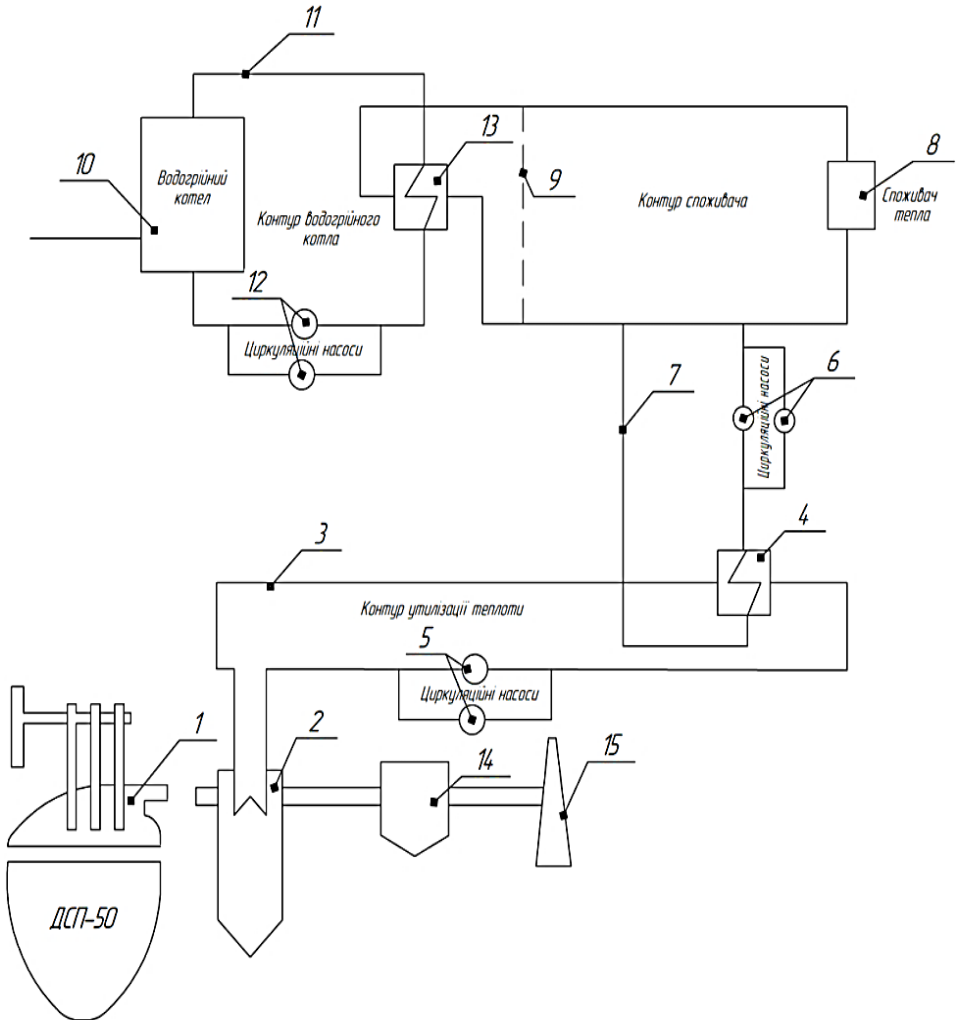 11
10
Водогрійний
котел
13
9
8
Контур водогрійного
котла
Контур споживача
Споживач
тепла
12
Циркуляційні насоси
7
6
Циркуляційні насоси
4
3
Контур утилізації теплоти
5
Циркуляційні насоси
1
2
14
15
ДСП-50